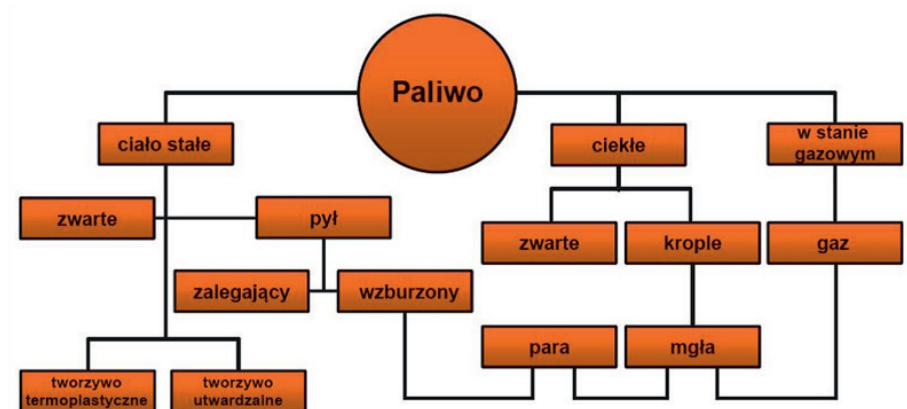 Paliwo
ciało stałe
ciekłe
w stanie
gazowym
zwarte
pył
zwarte
krople
gaz
zalegający
wzburzony
para
mgła
tworzywo
termoplastyczne
tworzywo
utwardzalne